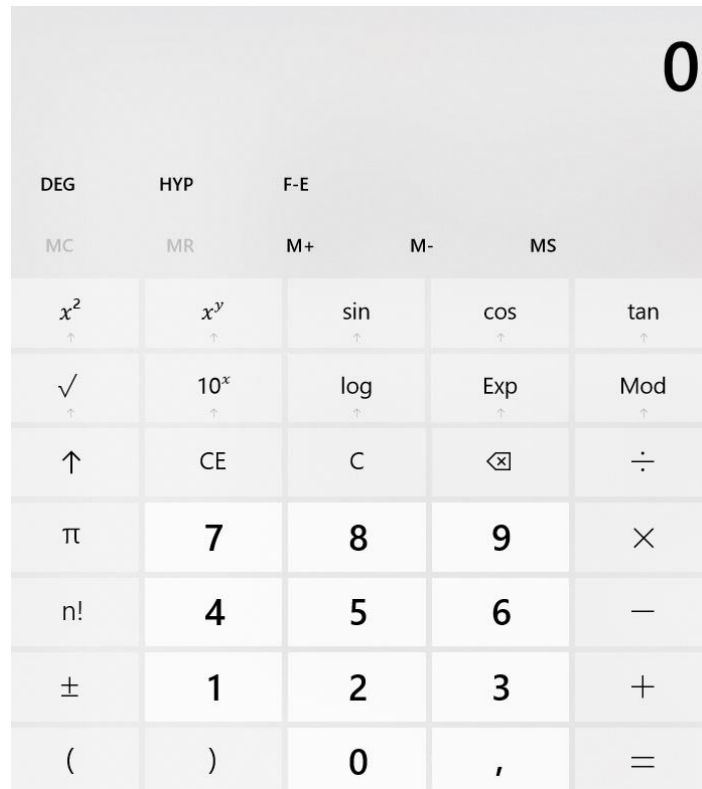 0
DEG HYP F-E
MC MR M+ M- MS
x² xʸ sin cos tan
√ 10ˣ log Exp Mod
↑ CE C ⌫ ÷
π 7 8 9 ×
n! 4 5 6 −
± 1 2 3 +
( ) 0 , =